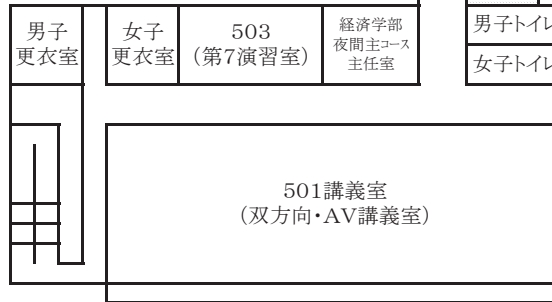 男子
更衣室
女子
更衣室
503
（第7演習室）
経済学部
夜間主コース
主任室
男子トイレ
女子トイレ
501講義室
（双方向・AV講義室）